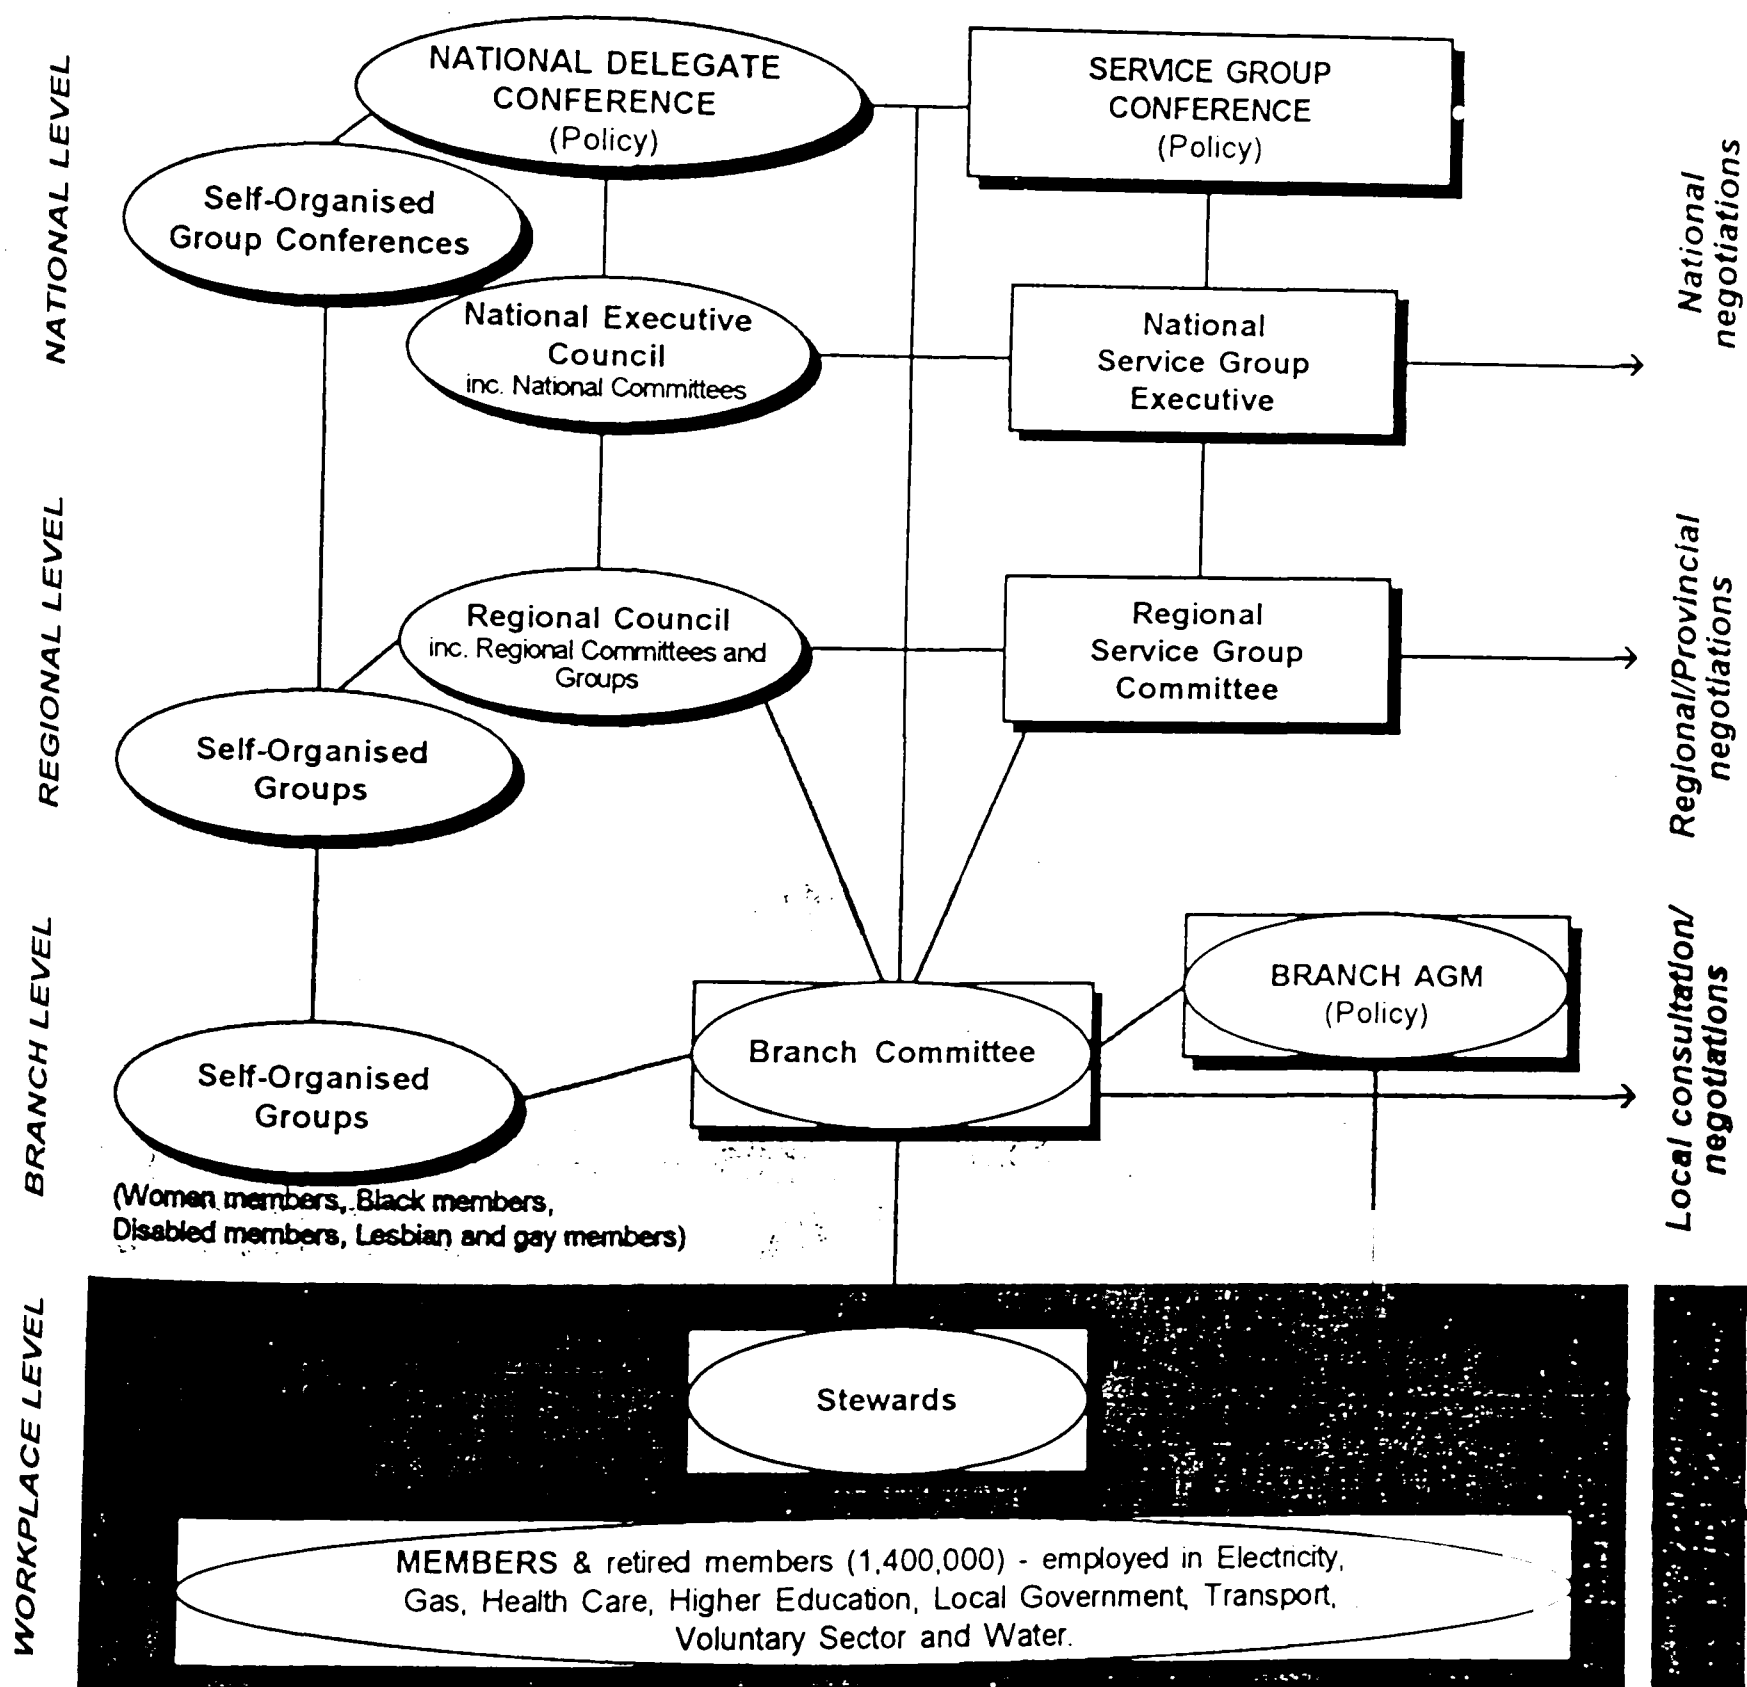 NATIONAL LEVEL
NATIONAL DELEGATE
CONFERENCE
(Policy)
SERVICE GROUP
CONFERENCE
(Policy)
Self-Organised
Group Conferences
National
negotiations
National Executive
Council
inc. National Committees
National
Service Group
Executive
REGIONAL LEVEL
Regional Council
inc. Regional Committees and
Groups
Regional
Service Group
Committee
Regional/Provincial
negotiations
Self-Organised
Groups
BRANCH LEVEL
BRANCH AGM
(Policy)
Branch Committee
Self-Organised
Groups
Local consultation/
negotiations
(Women members, Black members,
Disabled members, Lesbian and gay members)
WORKPLACE LEVEL
Stewards
MEMBERS & retired members (1,400,000) - employed in Electricity,
Gas, Health Care, Higher Education, Local Government, Transport,
Voluntary Sector and Water.